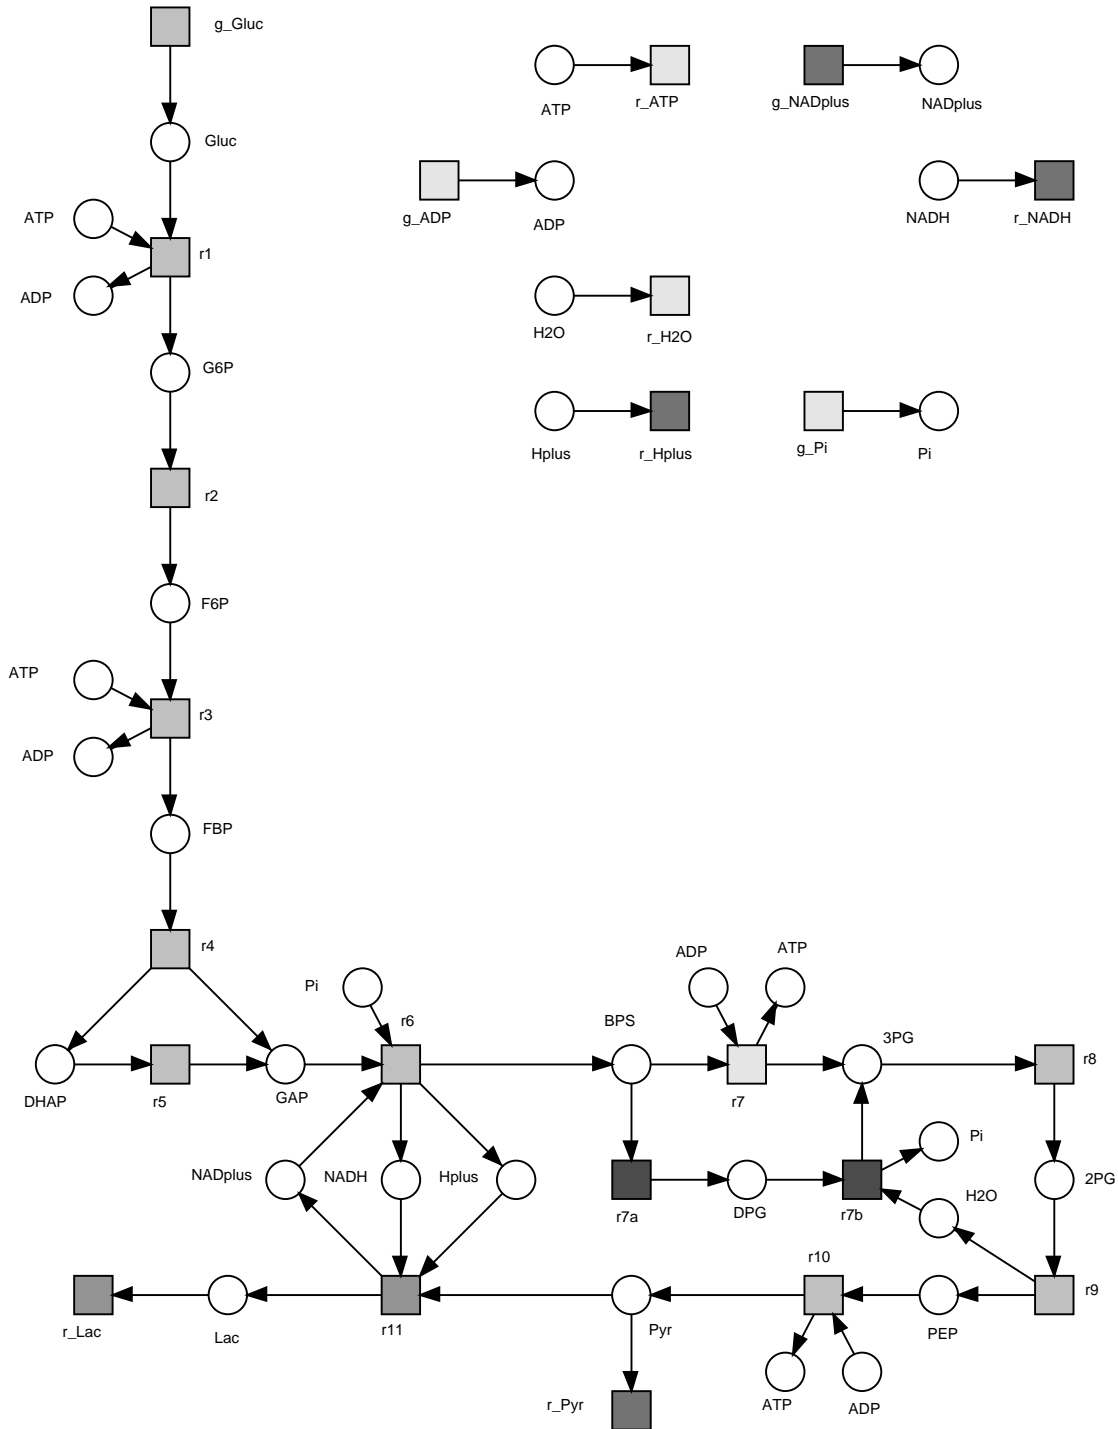 g_Gluc
ATP
r_ATP
g_NADplus
NADplus
Gluc
ATP
ADP
r1
g_ADP
ADP
NADH
r_NADH
H2O
r_H2O
G6P
Hplus
r_Hplus
g_Pi
Pi
r2
F6P
ATP
ADP
r3
FBP
r4
Pi
r6
ADP
ATP
BPS
3PG
r8
DHAP
r5
GAP
r7
NADplus
NADH
Hplus
Pi
2PG
r7a
DPG
r7b
H2O
r10
r9
r_Lac
Lac
r11
Pyr
PEP
r_Pyr
ATP
ADP